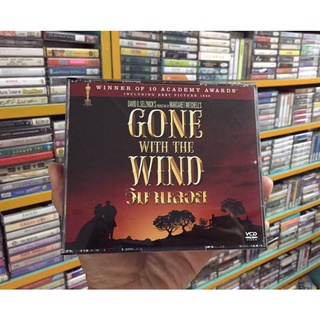 WINNER OF 10 ACADEMY AWARDS®
INCLUDING BEST PICTURE 1939
DAVID O. SELZNICK'S PRODUCTION OF MARGARET MITCHELL'S
GONE
WITH THE
WIND
วิมานลอย
VCD